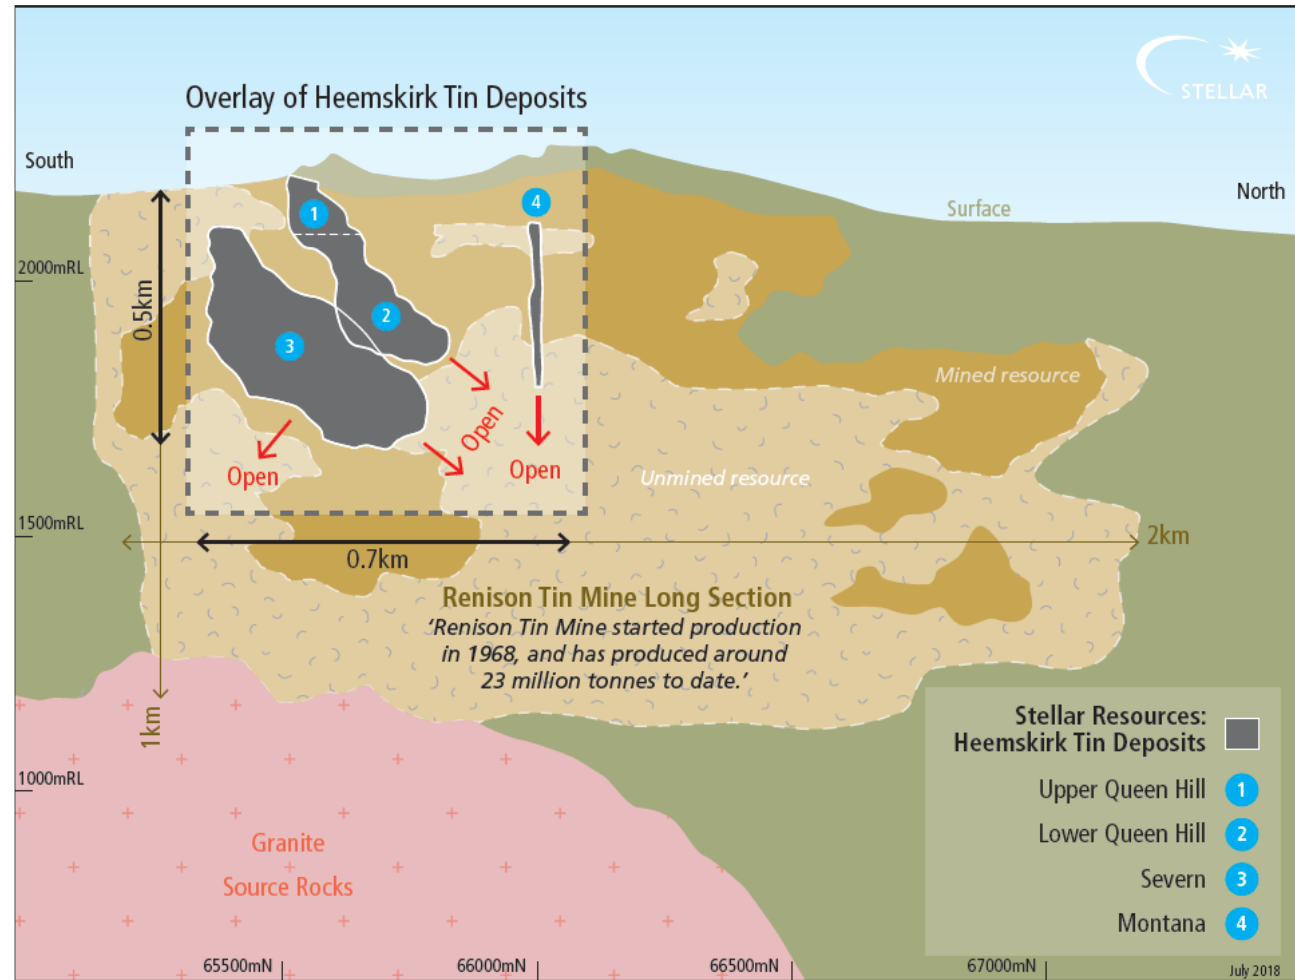 STELLAR
Overlay of Heemskirk Tin Deposits
South
North
Surface
1
4
2000mRL
0.5km
2
3
Mined resource
Open
Open
Open
Unmined resource
1500mRL
2km
0.7km
Renison Tin Mine Long Section
‘Renison Tin Mine started production
in 1968, and has produced around
23 million tonnes to date.’
1km
1000mRL
Granite
Source Rocks
Stellar Resources:
Heemskirk Tin Deposits
Upper Queen Hill 1
Lower Queen Hill 2
Severn 3
Montana 4
65500mN
66000mN
66500mN
67000mN
July 2018